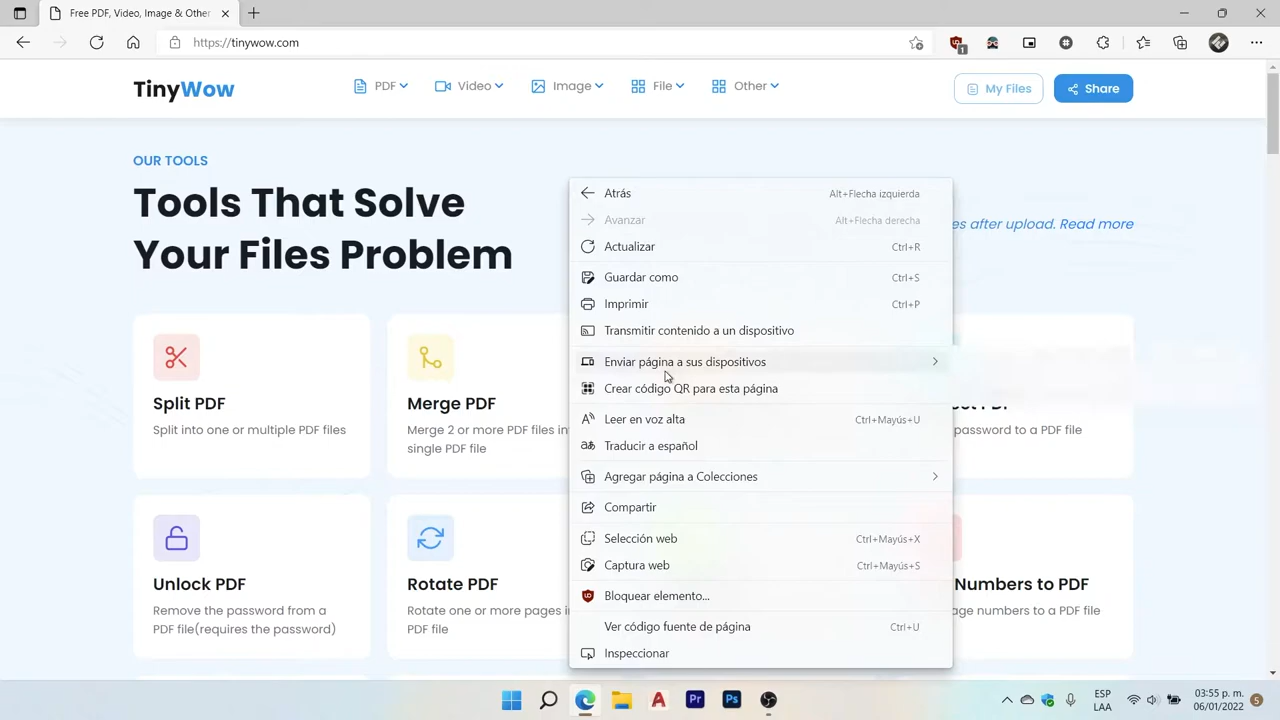 Free PDF, Video, Image & Other
https://tinywow.com
1
TinyWow
PDF
Video
Image
File
Other
My Files
Share
OUR TOOLS
Tools That Solve
Your Files Problem
es after upload. Read more
Atrás Alt+Flecha izquierda
Avanzar Alt+Flecha derecha
Actualizar Ctrl+R
Guardar como Ctrl+S
Imprimir Ctrl+P
Transmitir contenido a un dispositivo
Enviar página a sus dispositivos
Crear código QR para esta página
Leer en voz alta Ctrl+Mayús+U
Traducir a español
Agregar página a Colecciones
Compartir
Selección web Ctrl+Mayús+X
Captura web Ctrl+Mayús+S
Bloquear elemento...
Ver código fuente de página Ctrl+U
Inspeccionar
Split PDF
Split into one or multiple PDF files
Merge PDF
Merge 2 or more PDF files in
single PDF file
password to a PDF file
Unlock PDF
Remove the password from a
PDF file(requires the password)
Rotate PDF
Rotate one or more pages in
PDF file
Numbers to PDF
age numbers to a PDF file
ESP
LAA
03:55 p. m.
06/01/2022
5